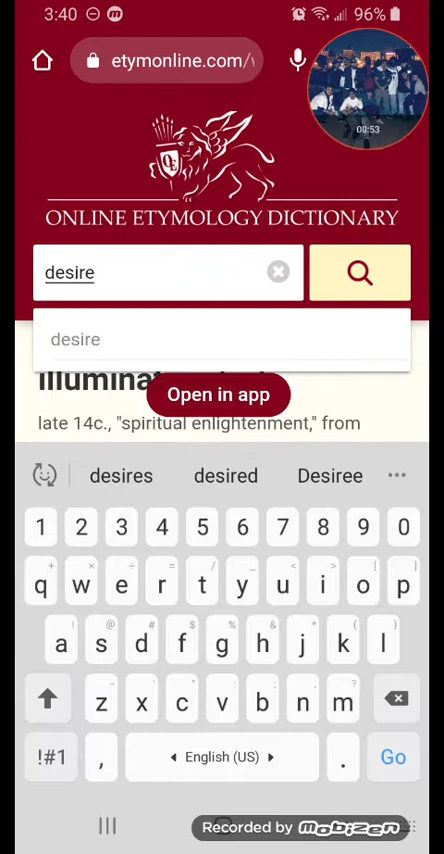 3:40
96%
etymonline.com/
00:53
ONLINE ETYMOLOGY DICTIONARY
desire
desire
Open in app
late 14c., "spiritual enlightenment," from
desires desired Desiree ...
1 2 3 4 5 6 7 8 9 0
+ × ÷ = / _ < > [ ]
q w e r t y u i o p
! @ # $ % ^ & * ( )
a s d f g h j k l
- ' " : ; , ?
z x c v b n m
!#1 , English (US) . Go
Recorded by MOBIZEN